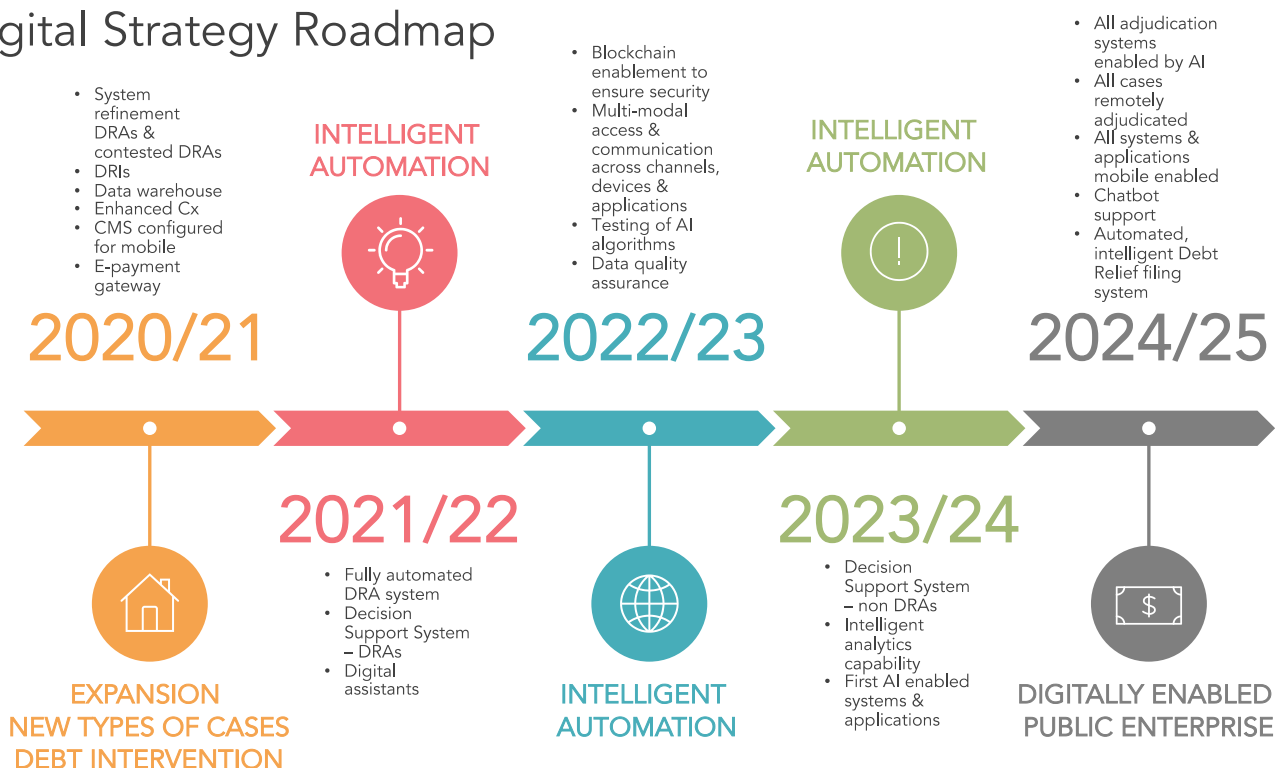 gital Strategy Roadmap
• System
refinement
DRAs &
contested DRAs
• DRIs
• Data warehouse
• Enhanced Cx
• CMS configured
for mobile
• E-payment
gateway
2020/21
EXPANSION
NEW TYPES OF CASES
DEBT INTERVENTION
INTELLIGENT
AUTOMATION
2021/22
• Fully automated
DRA system
• Decision
Support System
– DRAs
• Digital
assistants
• Blockchain
enablement to
ensure security
• Multi-modal
access &
communication
across channels,
devices &
applications
• Testing of AI
algorithms
• Data quality
assurance
2022/23
INTELLIGENT
AUTOMATION
INTELLIGENT
AUTOMATION
!
2023/24
• Decision
Support System
– non DRAs
• Intelligent
analytics
capability
• First AI enabled
systems &
applications
• All adjudication
systems
enabled by AI
• All cases
remotely
adjudicated
• All systems &
applications
mobile enabled
• Chatbot
support
• Automated,
intelligent Debt
Relief filing
system
2024/25
$
DIGITALLY ENABLED
PUBLIC ENTERPRISE